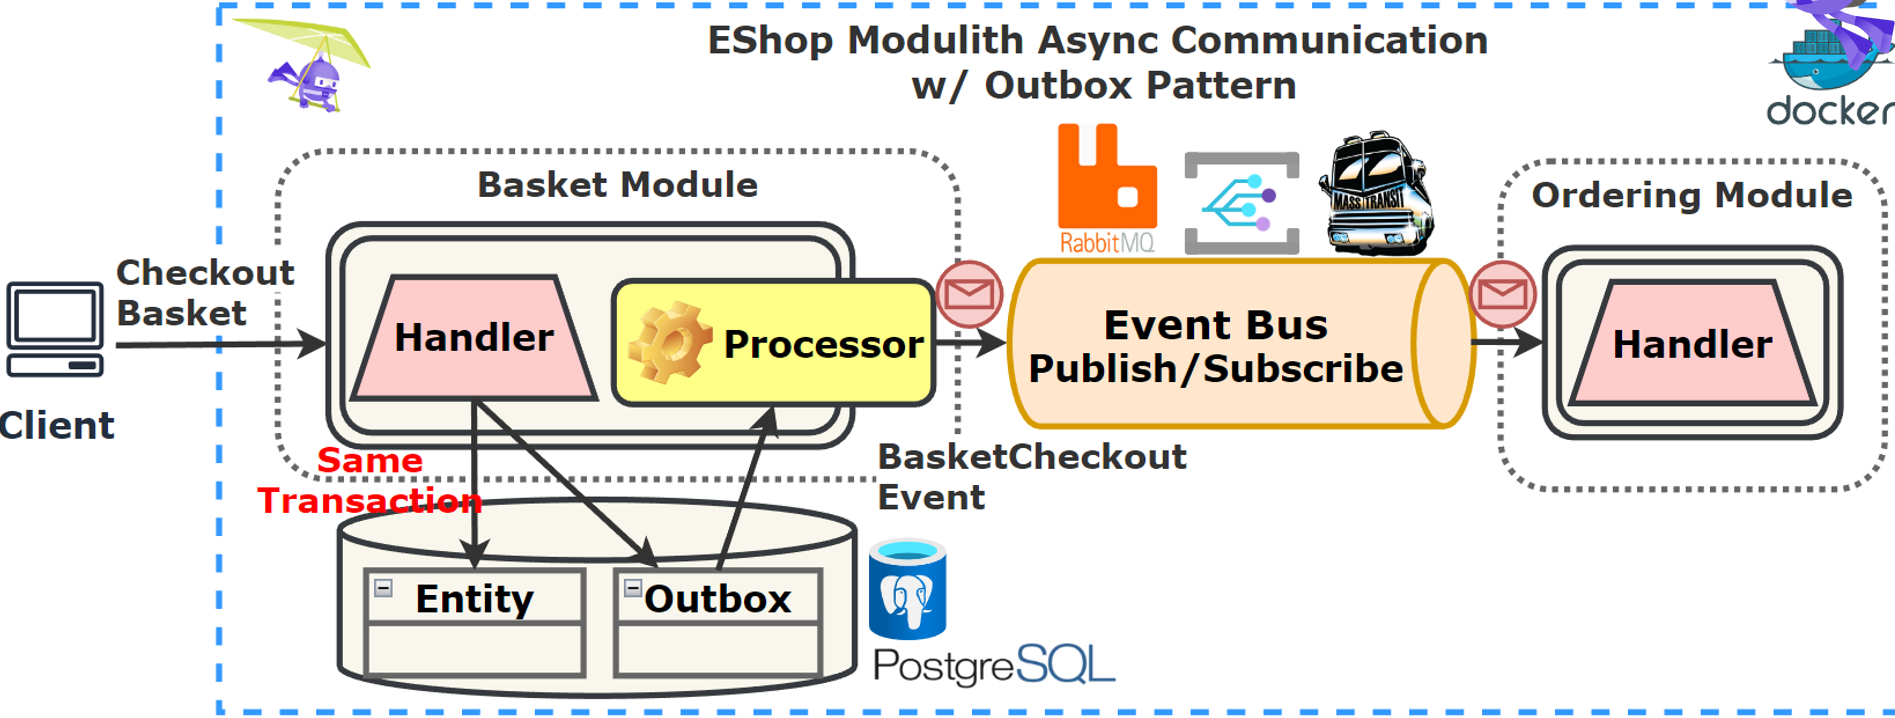 EShop Modulith Async Communication
w/ Outbox Pattern
docker
Basket Module
RabbitMQ
MASS TRANSIT
Ordering Module
Checkout
Basket
Handler
Processor
Event Bus
Publish/Subscribe
Handler
Client
Same
Transaction
BasketCheckout
Event
Entity
Outbox
PostgreSQL